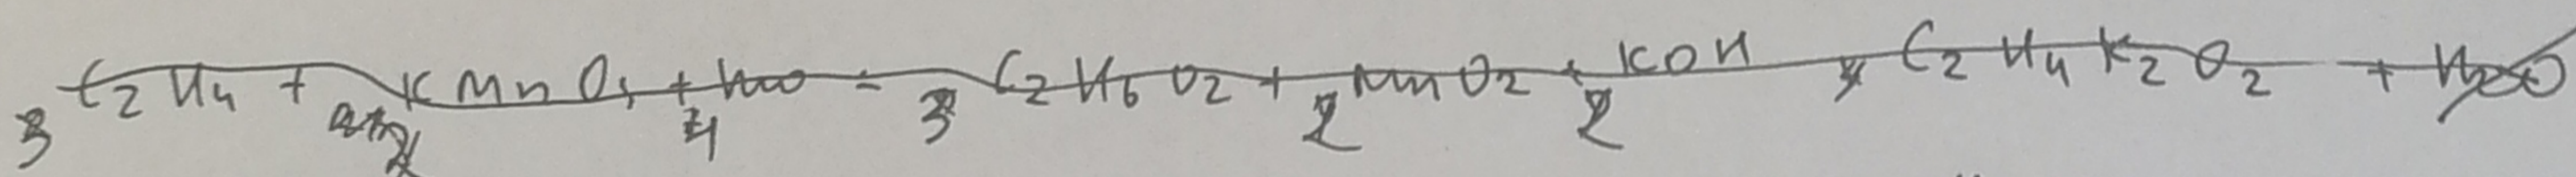 3 C2H4 + 2 KMnO4 + 4 H2O = 3 C2H6O2 + 2 MnO2 + 2 KOH C2H4K2O2 + H2O